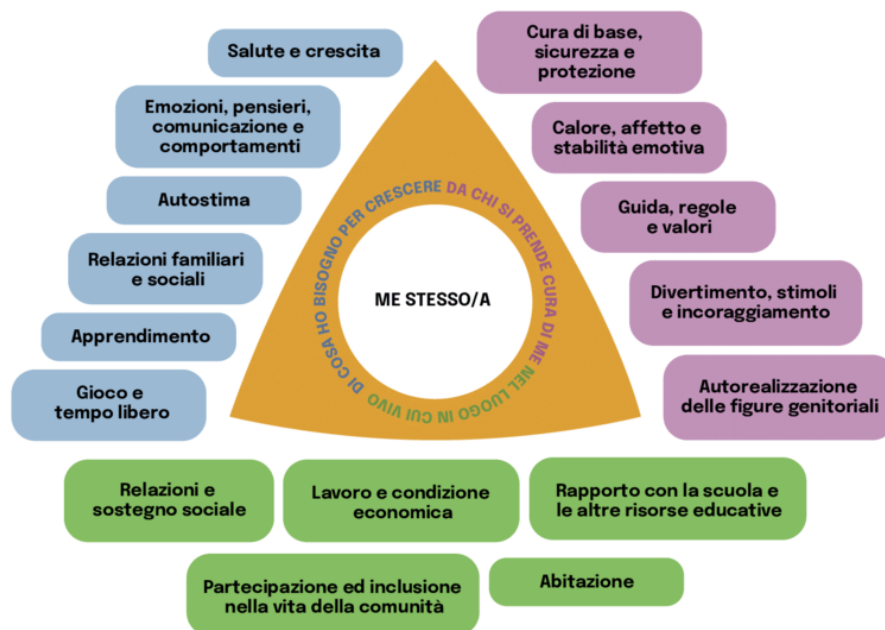 Salute e crescita
Emozioni, pensieri,
comunicazione e
comportamenti
Autostima
Relazioni familiari
e sociali
Apprendimento
Gioco e
tempo libero
Cura di base,
sicurezza e
protezione
Calore, affetto e
stabilità emotiva
Guida, regole
e valori
Divertimento, stimoli
e incoraggiamento
Autorealizzazione
delle figure genitoriali
DI COSA HO BISOGNO PER CRESCERE
DA CHI SI PRENDE CURA DI ME
NEL LUOGO IN CUI VIVO
ME STESSO/A
Relazioni e
sostegno sociale
Lavoro e condizione
economica
Rapporto con la scuola e
le altre risorse educative
Partecipazione ed inclusione
nella vita della comunità
Abitazione